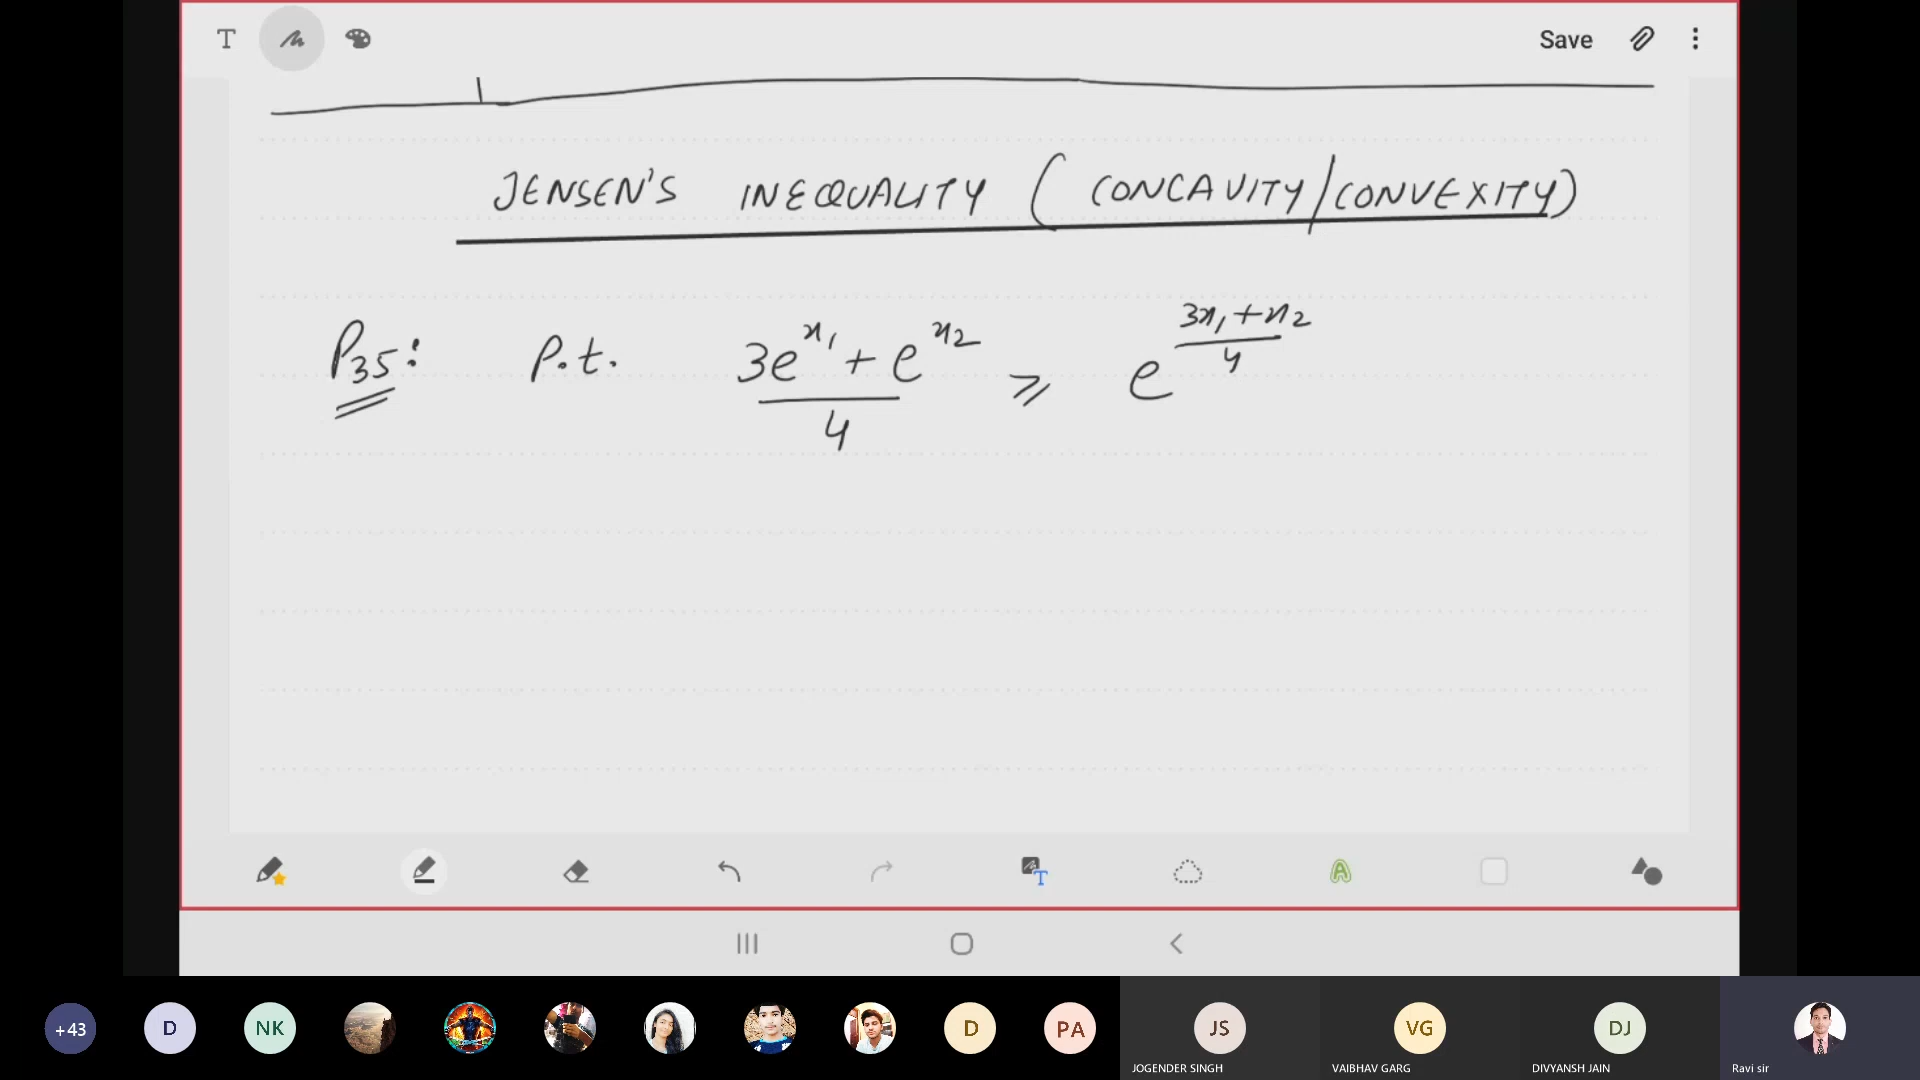 T Save
JENSEN'S INEQUALITY (CONCAVITY/CONVEXITY)
P35: P.t. (3e^{x1} + e^{x2})/4 ⩾ e^{(3x1+x2)/4}
T A
+43 D NK D PA JS VG DJ
JOGENDER SINGH VAIBHAV GARG DIVYANSH JAIN Ravi sir